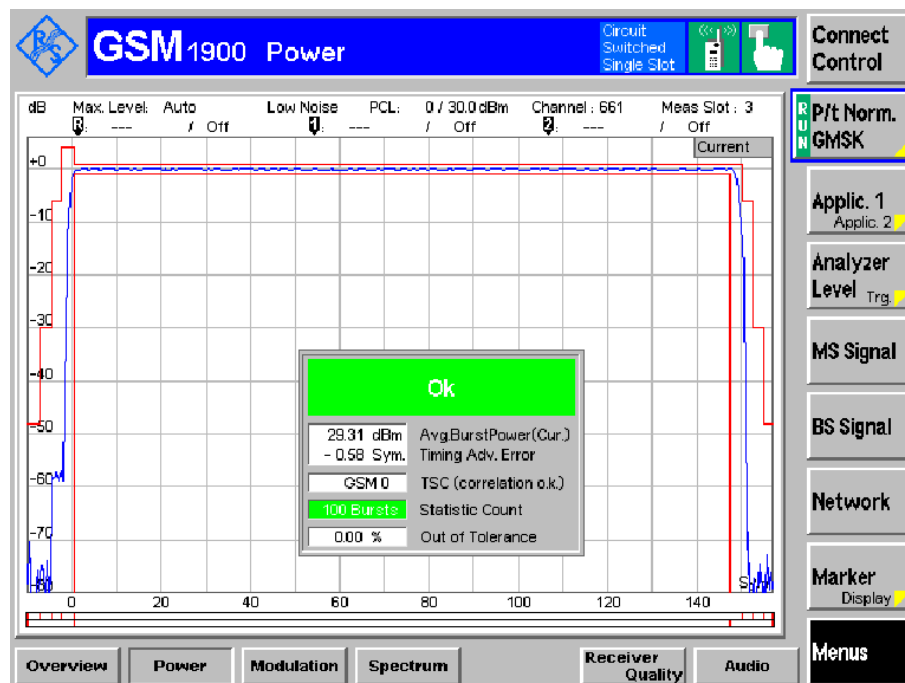 R&S
GSM 1900 Power
Circuit Switched Single Slot
Connect Control
dB Max. Level: Auto Low Noise PCL: 0 / 30.0 dBm Channel : 661 Meas Slot : 3
R: --- / Off 1: --- / Off 2: --- / Off
RUN
P/t Norm. GMSK
Current
+0
-10
-20
-30
-40
-50
-60
-70
Applic. 1
Applic. 2
Analyzer Level Trg.
MS Signal
BS Signal
Network
Marker
Display
Menus
Ok
29.31 dBm Avg.BurstPower(Cur.)
- 0.58 Sym. Timing Adv. Error
GSM 0 TSC (correlation o.k.)
100 Bursts Statistic Count
0.00 % Out of Tolerance
0 20 40 60 80 100 120 140
Overview Power Modulation Spectrum Receiver Quality Audio